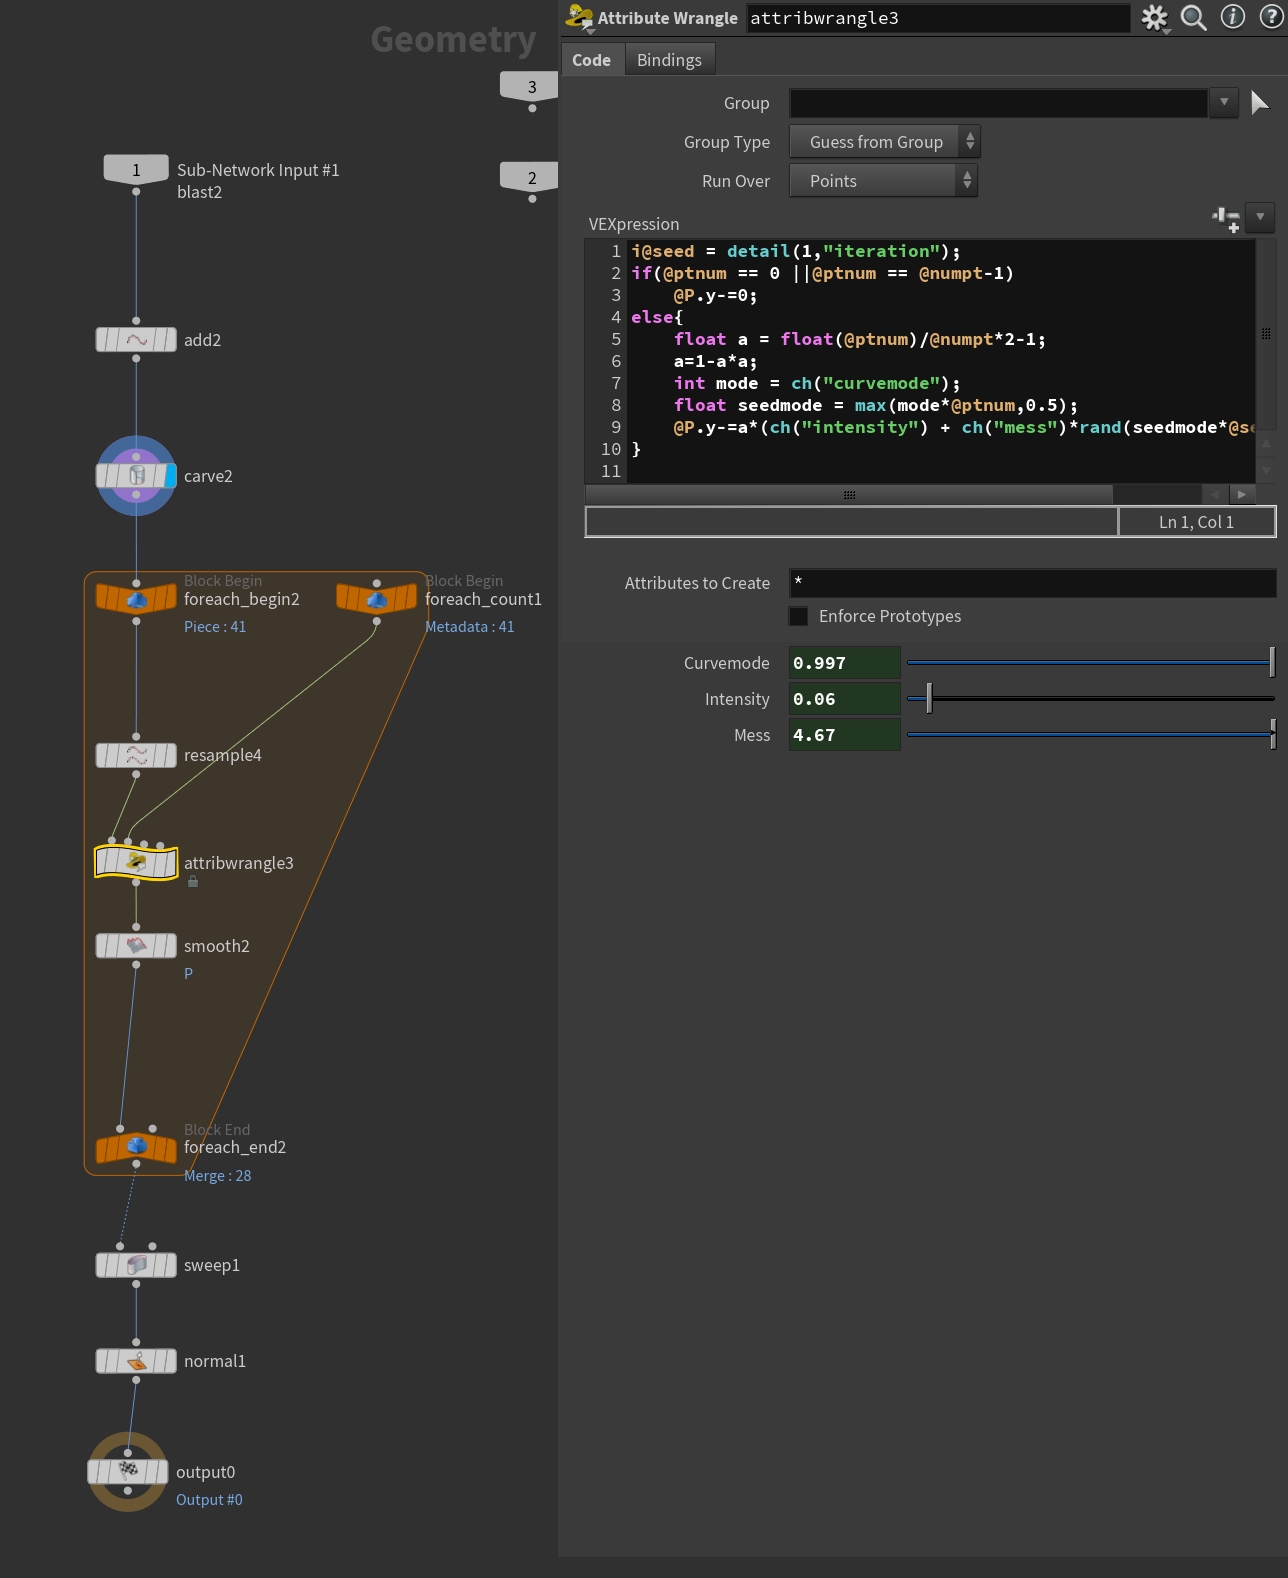 Geometry
3
1
Sub-Network Input #1
blast2
2
add2
carve2
Block Begin
foreach_begin2
Piece : 41
Block Begin
foreach_count1
Metadata : 41
resample4
attribwrangle3
smooth2
P
Block End
foreach_end2
Merge : 28
sweep1
normal1
output0
Output #0
Attribute Wrangle attribwrangle3
Code Bindings
Group
Group Type Guess from Group
Run Over Points
VEXpression
1 i@seed = detail(1,"iteration");
2 if(@ptnum == 0 ||@ptnum == @numpt-1)
3 @P.y-=0;
4 else{
5 float a = float(@ptnum)/@numpt*2-1;
6 a=1-a*a;
7 int mode = ch("curvemode");
8 float seedmode = max(mode*@ptnum,0.5);
9 @P.y-=a*(ch("intensity") + ch("mess")*rand(seedmode*@se
10 }
11
Ln 1, Col 1
Attributes to Create *
Enforce Prototypes
Curvemode 0.997
Intensity 0.06
Mess 4.67